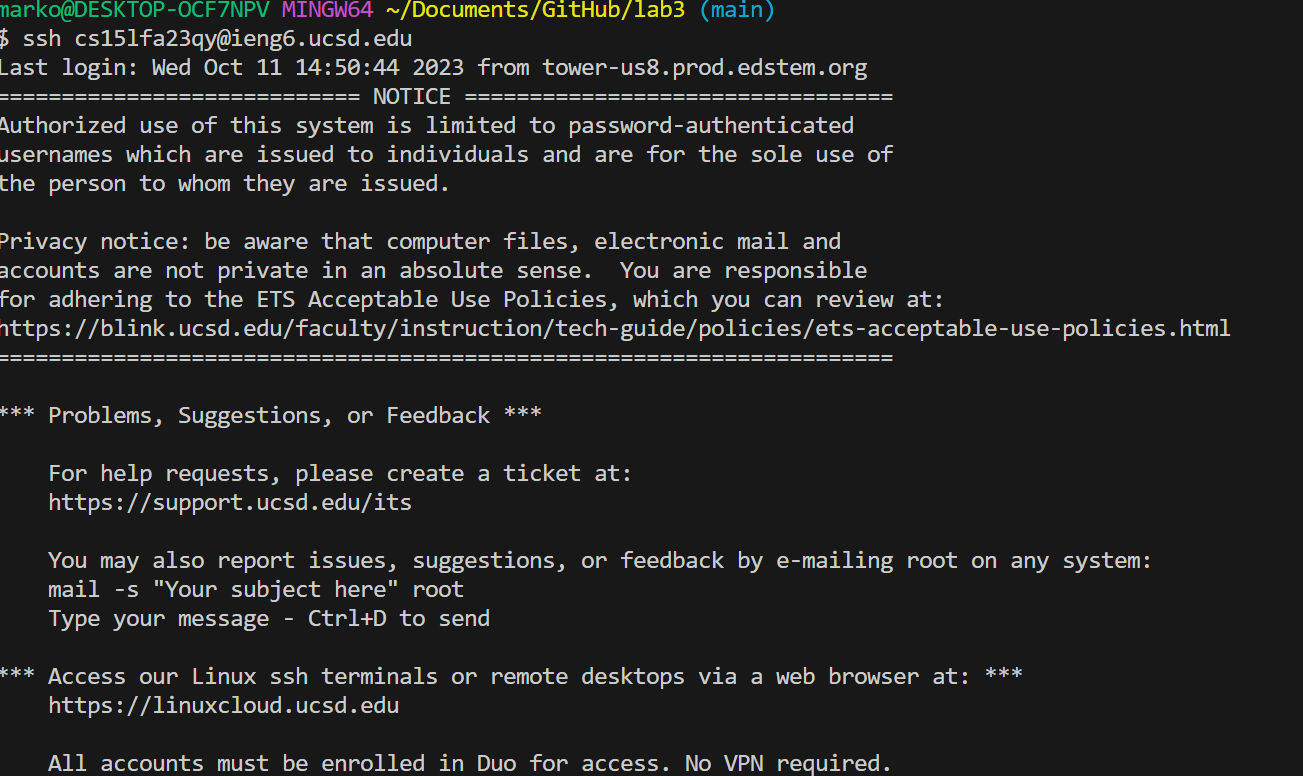 marko@DESKTOP-OCF7NPV MINGW64 ~/Documents/GitHub/lab3 (main)
$ ssh cs15lfa23qy@ieng6.ucsd.edu
Last login: Wed Oct 11 14:50:44 2023 from tower-us8.prod.edstem.org
============================ NOTICE =================================
Authorized use of this system is limited to password-authenticated
usernames which are issued to individuals and are for the sole use of
the person to whom they are issued.

Privacy notice: be aware that computer files, electronic mail and
accounts are not private in an absolute sense.  You are responsible
for adhering to the ETS Acceptable Use Policies, which you can review at:
https://blink.ucsd.edu/faculty/instruction/tech-guide/policies/ets-acceptable-use-policies.html
=====================================================================

*** Problems, Suggestions, or Feedback ***

    For help requests, please create a ticket at:
    https://support.ucsd.edu/its

    You may also report issues, suggestions, or feedback by e-mailing root on any system:
    mail -s "Your subject here" root
    Type your message - Ctrl+D to send

*** Access our Linux ssh terminals or remote desktops via a web browser at: ***
    https://linuxcloud.ucsd.edu

    All accounts must be enrolled in Duo for access. No VPN required.